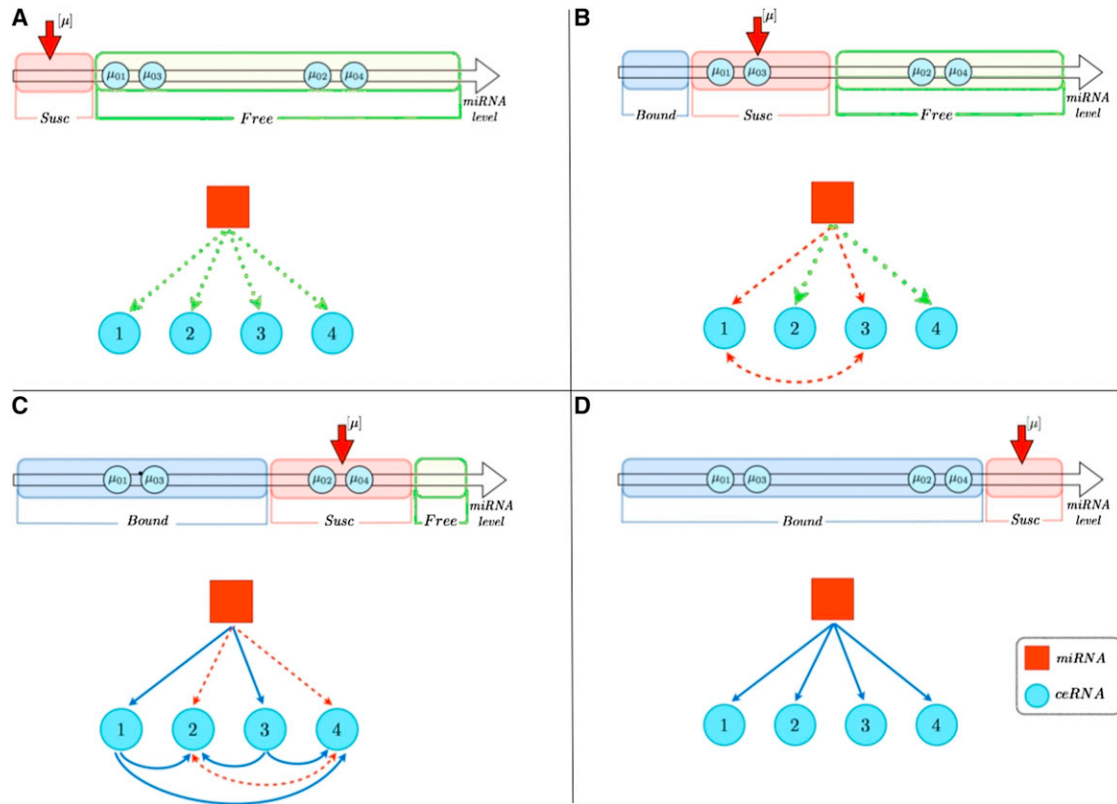 A
[μ]
μ01 μ03 μ02 μ04
miRNA
level
Susc Free
1 2 3 4
B
[μ]
μ01 μ03 μ02 μ04
miRNA
level
Bound Susc Free
1 2 3 4
C
[μ]
μ01 μ03 μ02 μ04
miRNA
level
Bound Susc Free
1 2 3 4
D
[μ]
μ01 μ03 μ02 μ04
miRNA
level
Bound Susc
1 2 3 4
miRNA
ceRNA